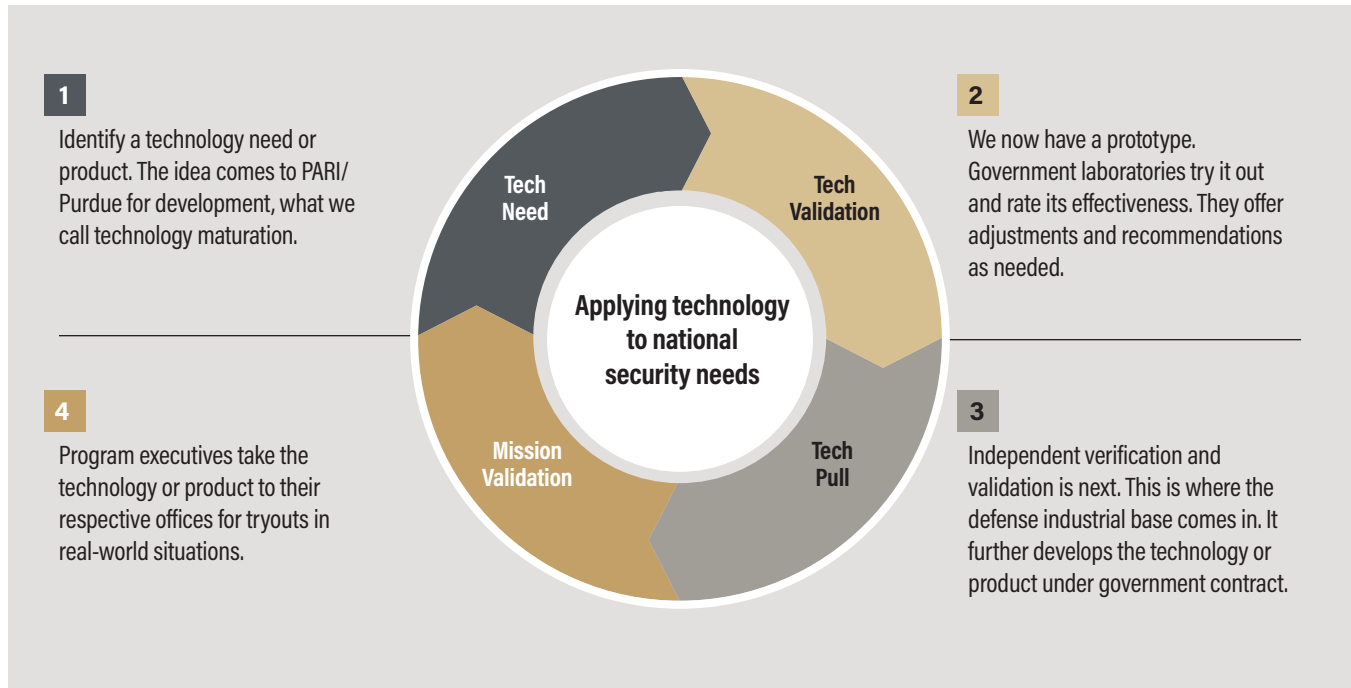 1
Identify a technology need or
product. The idea comes to PARI/
Purdue for development, what we
call technology maturation.
2
We now have a prototype.
Government laboratories try it out
and rate its effectiveness. They offer
adjustments and recommendations
as needed.
Tech
Need
Tech
Validation
Applying technology
to national
security needs
Mission
Validation
Tech
Pull
4
Program executives take the
technology or product to their
respective offices for tryouts in
real-world situations.
3
Independent verification and
validation is next. This is where the
defense industrial base comes in. It
further develops the technology or
product under government contract.